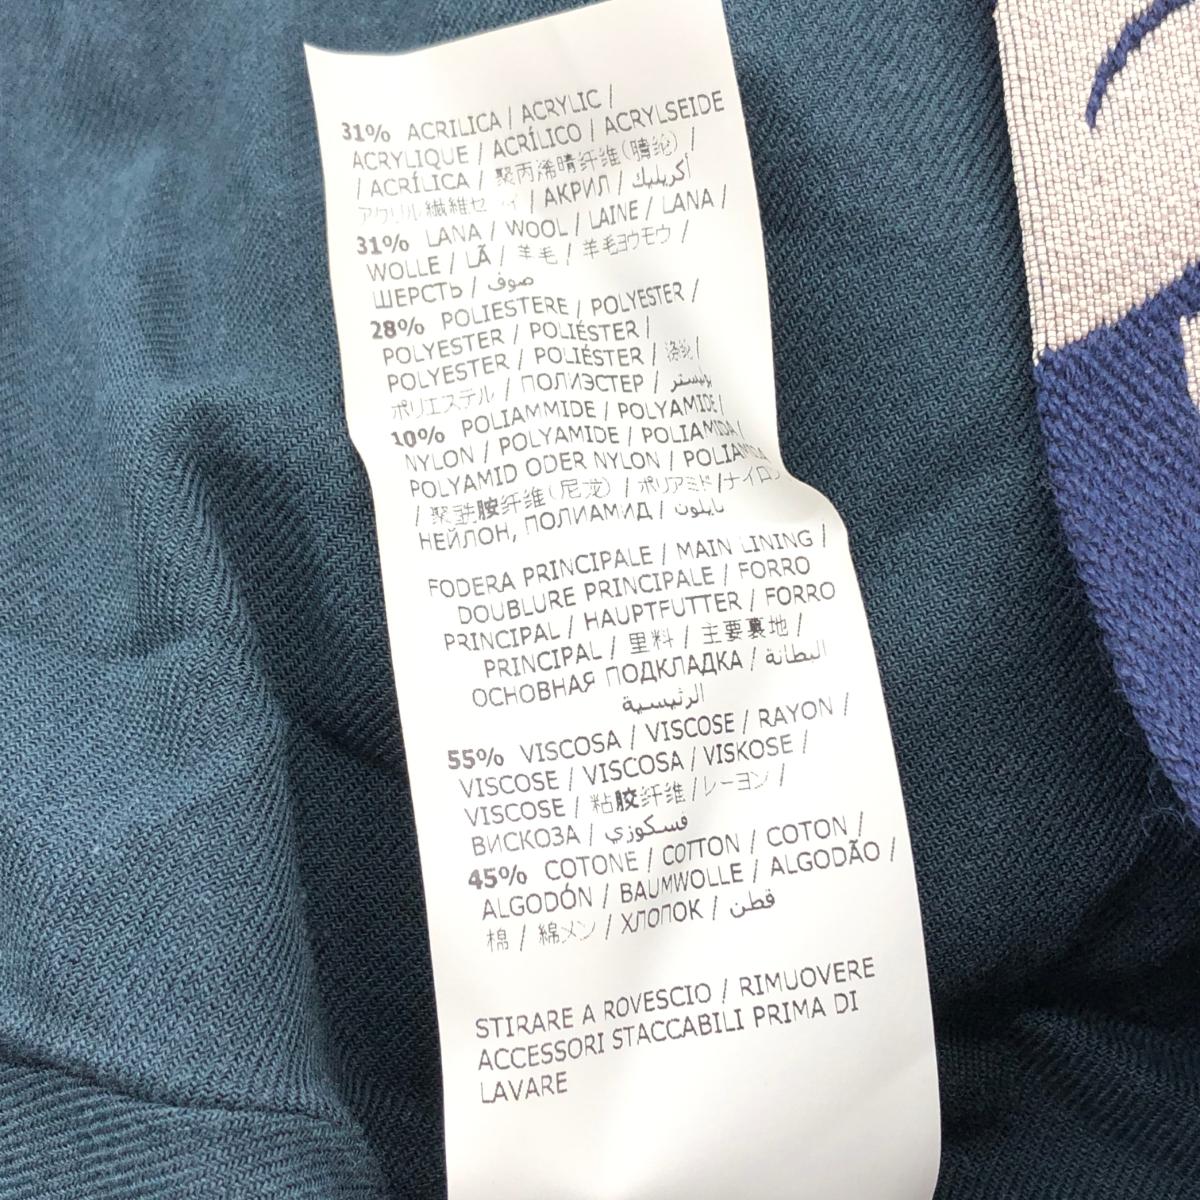 31% ACRILICA / ACRYLIC /
ACRYLIQUE / ACRÍLICO / ACRYLSEIDE
/ ACRÍLICA / 聚丙浠晴纤维(腈纶) /
アクリル繊維セ / АКРИЛ / أكريليك
31% LANA / WOOL / LAINE / LANA /
WOLLE / LÃ / 羊毛 / 羊毛ヨウモウ /
ШЕРСТЬ / صوف
28% POLIESTERE / POLYESTER /
POLYESTER / POLIÉSTER /
POLYESTER / POLIÉSTER / 涤纶 /
ポリエステル / ПОЛИЭСТЕР / بوليستر
10% POLIAMMIDE / POLYAMIDE /
NYLON / POLYAMIDE / POLIAMIDA /
POLYAMID ODER NYLON / POLIAMIDA
/ 聚酰胺纤维(尼龙) / ポリアミド/ナイロン
НЕЙЛОН, ПОЛИАМИД / نايلون
FODERA PRINCIPALE / MAIN LINING /
DOUBLURE PRINCIPALE / FORRO
PRINCIPAL / HAUPTFUTTER / FORRO
PRINCIPAL / 里料 / 主要裏地 /
ОСНОВНАЯ ПОДКЛАДКА / البطانة
الرئيسية
55% VISCOSA / VISCOSE / RAYON /
VISCOSE / VISCOSA / VISKOSE /
VISCOSE / 粘胶纤维 / レーヨン /
ВИСКОЗА / فسكوزي
45% COTONE / COTTON / COTON /
ALGODÓN / BAUMWOLLE / ALGODÃO /
棉 / 綿メン / ХЛОПОК / قطن
STIRARE A ROVESCIO / RIMUOVERE
ACCESSORI STACCABILI PRIMA DI
LAVARE